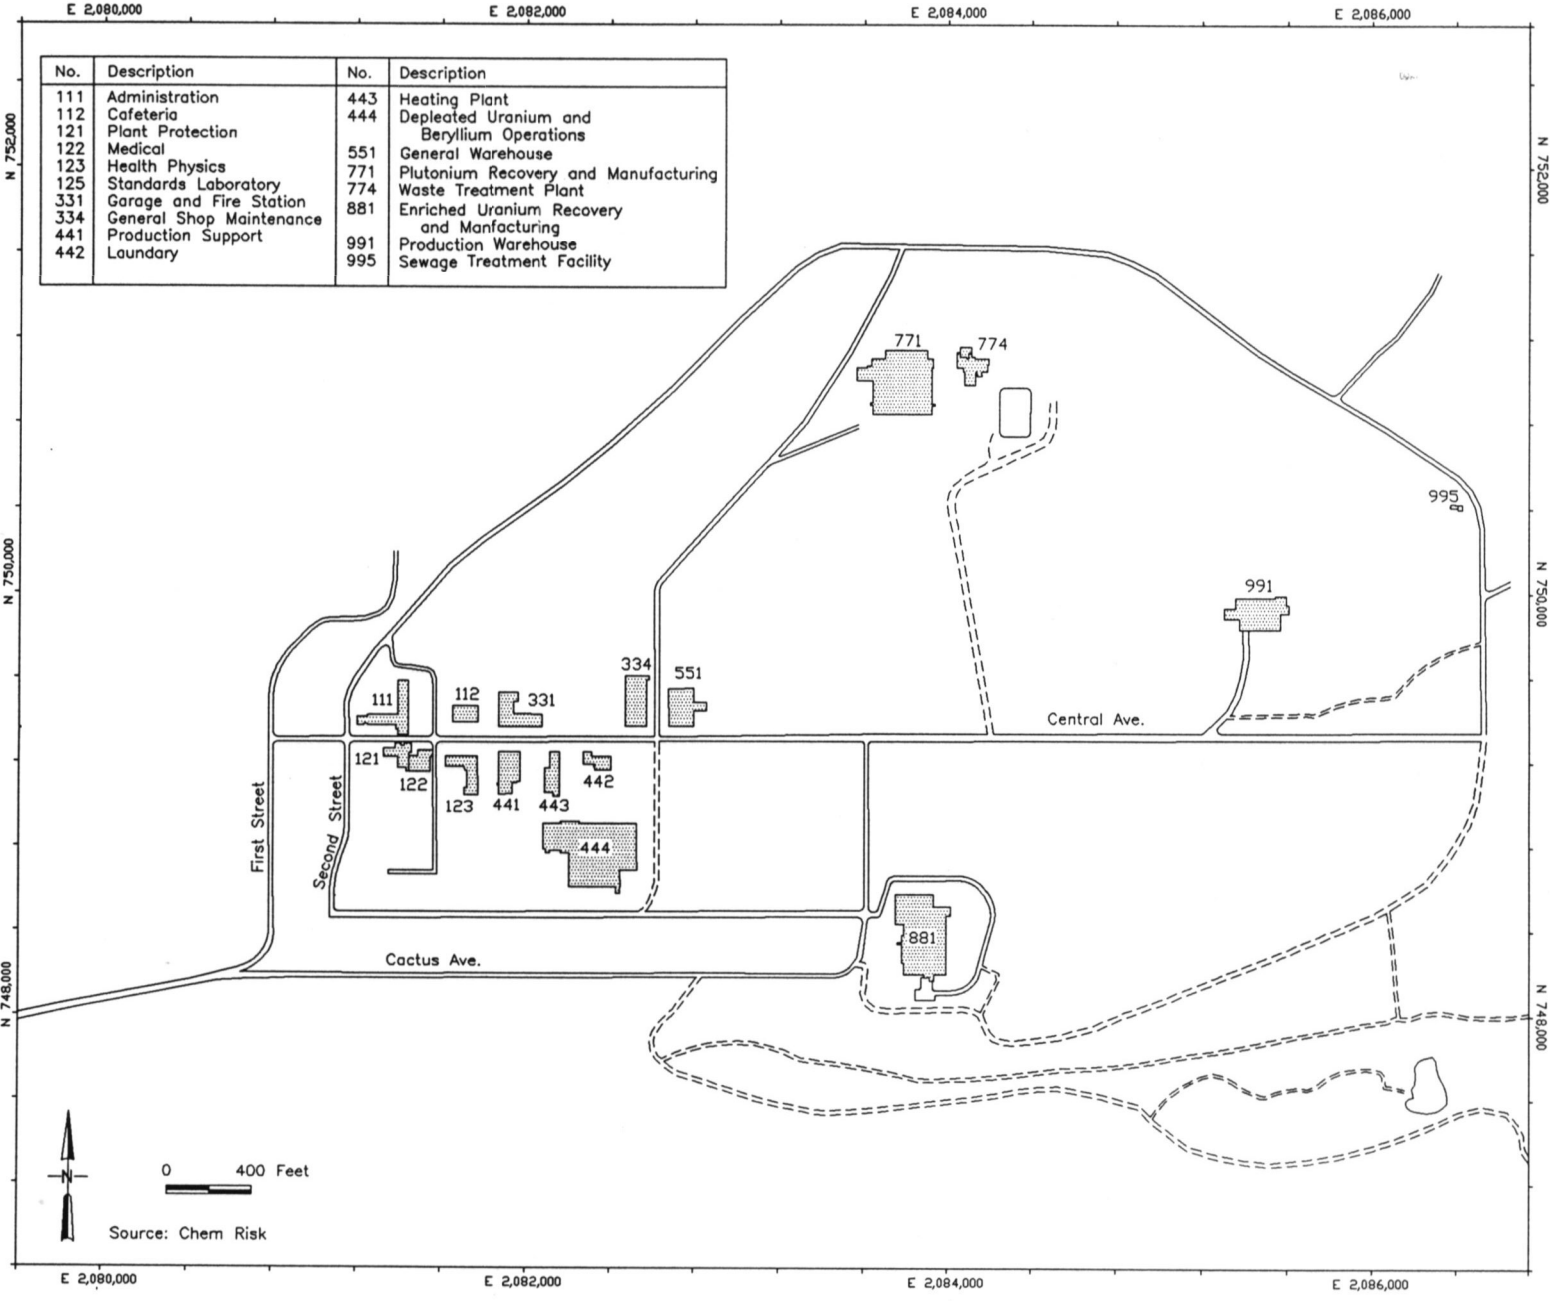 E 2,080,000
E 2,082,000
E 2,084,000
E 2,086,000
No. Description No. Description
111 Administration 443 Heating Plant
112 Cafeteria 444 Depleated Uranium and
121 Plant Protection Beryllium Operations
122 Medical 551 General Warehouse
123 Health Physics 771 Plutonium Recovery and Manufacturing
125 Standards Laboratory 774 Waste Treatment Plant
331 Garage and Fire Station 881 Enriched Uranium Recovery
334 General Shop Maintenance and Manfacturing
441 Production Support 991 Production Warehouse
442 Laundary 995 Sewage Treatment Facility
N 752,000
N 752,000
771
774
995
N 750,000
N 750,000
991
334
551
111
112
331
Central Ave.
121
122
123
441
443
442
First Street
Second Street
444
881
Cactus Ave.
N 748,000
N 748,000
N
0 400 Feet
Source: Chem Risk
E 2,080,000
E 2,082,000
E 2,084,000
E 2,086,000